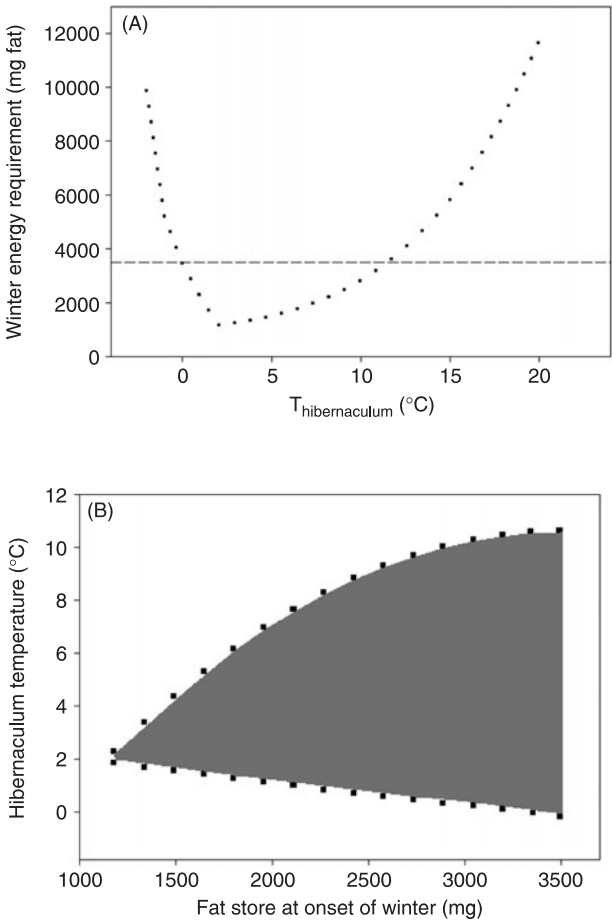 (A)
Winter energy requirement (mg fat)
12000
10000
8000
6000
4000
2000
0
0 5 10 15 20
T hibernaculum (°C)
(B)
Hibernaculum temperature (°C)
12
10
8
6
4
2
0
1000 1500 2000 2500 3000 3500
Fat store at onset of winter (mg)